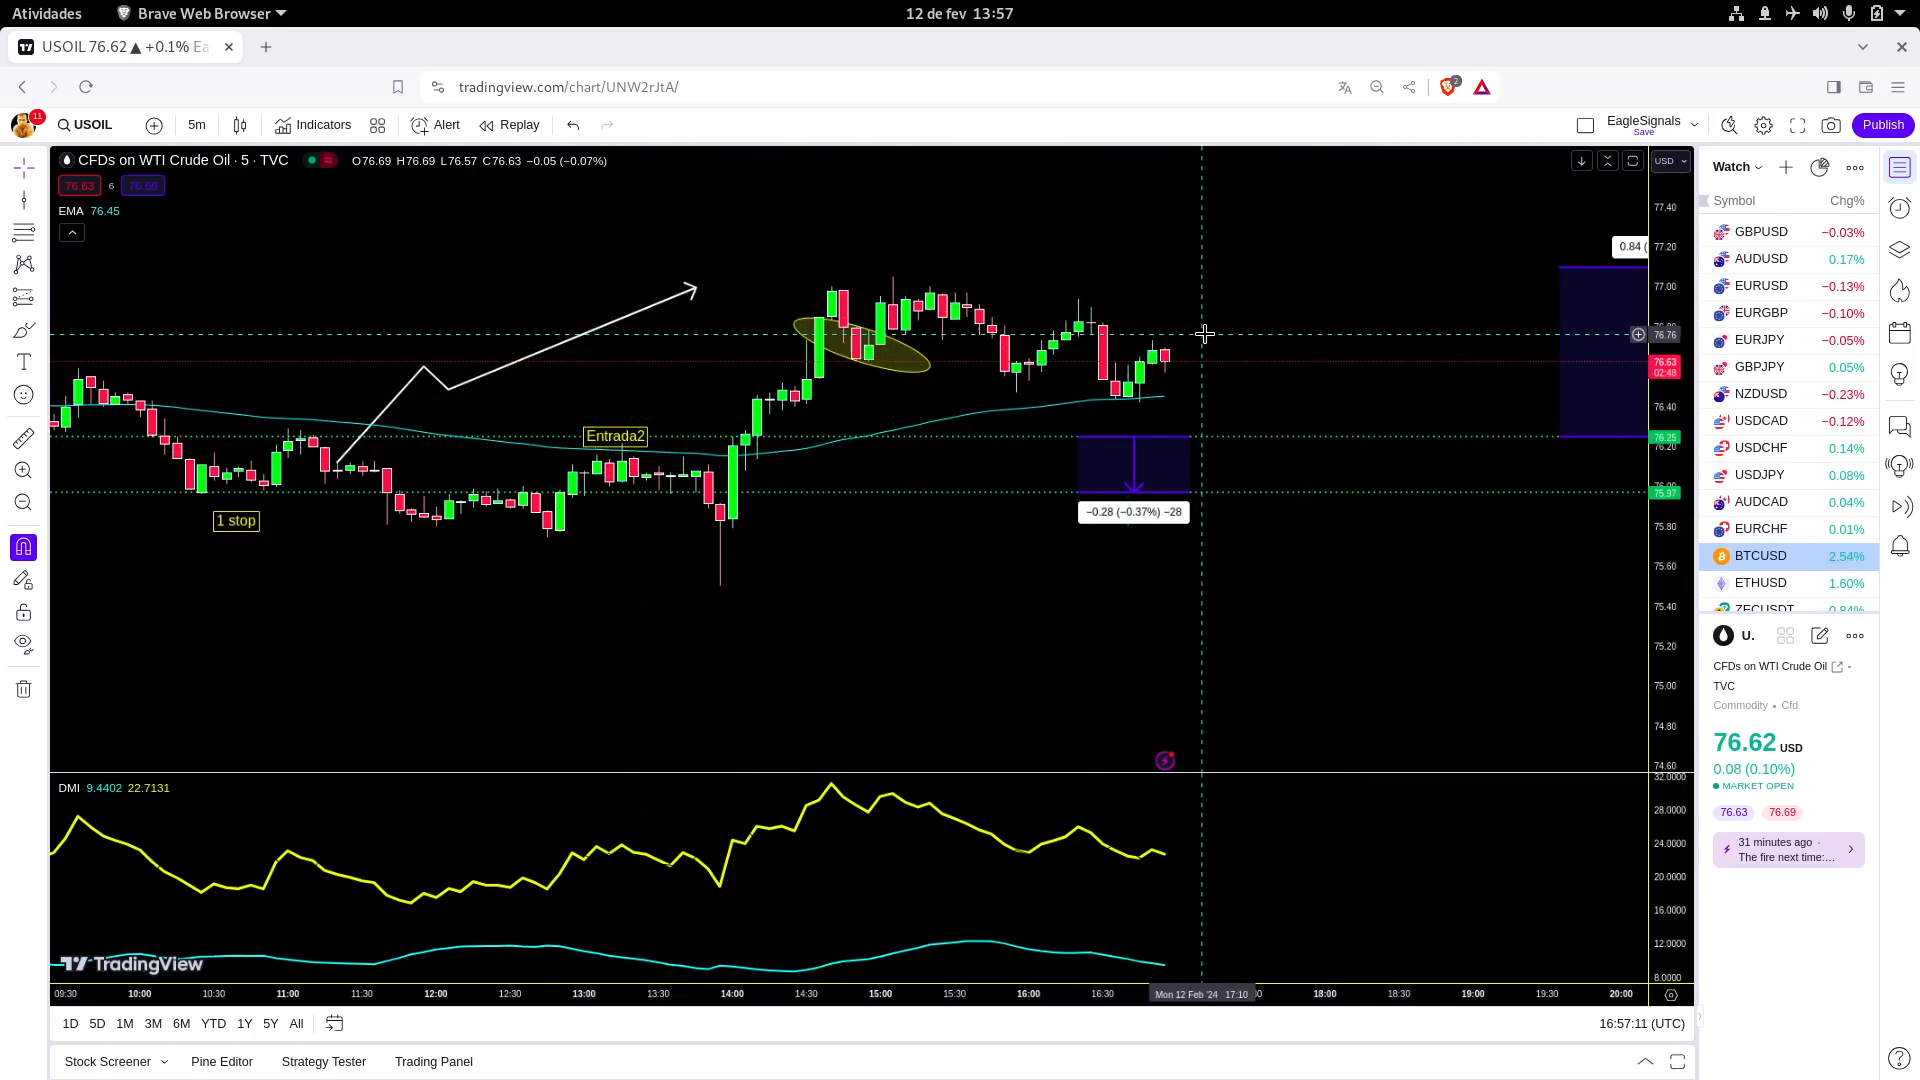 Atividades
Brave Web Browser
12 de fev 13:57
USOIL 76.62 ▲ +0.1% Ea
tradingview.com/chart/UNW2rJtA/
2
11
USOIL
5m
Indicators
Alert
Replay
EagleSignals
Save
Publish
CFDs on WTI Crude Oil · 5 · TVC
O76.69 H76.69 L76.57 C76.63 −0.05 (−0.07%)
USD
76.63
6
76.69
EMA 76.45
77.40
77.20
0.84 (
77.00
76.76
76.63
02:48
76.40
76.25
76.20
75.97
75.80
75.60
75.40
75.20
75.00
74.80
74.60
Entrada2
1 stop
−0.28 (−0.37%) −28
DMI 9.4402 22.7131
32.0000
28.0000
24.0000
20.0000
16.0000
12.0000
8.0000
TradingView
09:30 10:00 10:30 11:00 11:30 12:00 12:30 13:00 13:30 14:00 14:30 15:00 15:30 16:00 16:30 Mon 12 Feb '24 17:10 18:00 18:30 19:00 19:30 20:00
1D 5D 1M 3M 6M YTD 1Y 5Y All
16:57:11 (UTC)
Stock Screener
Pine Editor
Strategy Tester
Trading Panel
Watch
Symbol Chg%
GBPUSD −0.03%
AUDUSD 0.17%
EURUSD −0.13%
EURGBP −0.10%
EURJPY −0.05%
GBPJPY 0.05%
NZDUSD −0.23%
USDCAD −0.12%
USDCHF 0.14%
USDJPY 0.08%
AUDCAD 0.04%
EURCHF 0.01%
BTCUSD 2.54%
ETHUSD 1.60%
ZECUSDT 0.84%
U.
CFDs on WTI Crude Oil
TVC
Commodity • Cfd
76.62 USD
0.08 (0.10%)
MARKET OPEN
76.63 76.69
31 minutes ago ·
The fire next time:...